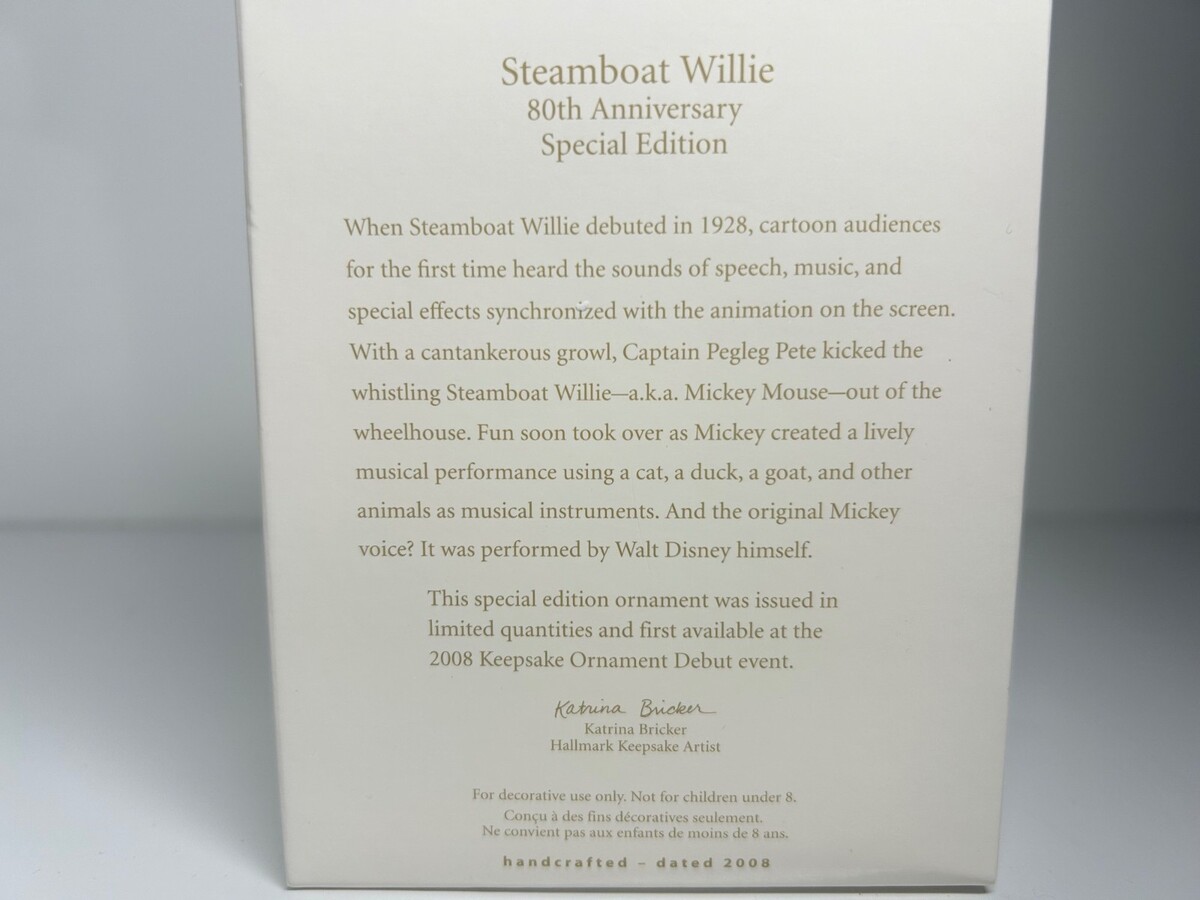 Steamboat Willie
80th Anniversary
Special Edition
When Steamboat Willie debuted in 1928, cartoon audiences
for the first time heard the sounds of speech, music, and
special effects synchronized with the animation on the screen.
With a cantankerous growl, Captain Pegleg Pete kicked the
whistling Steamboat Willie—a.k.a. Mickey Mouse—out of the
wheelhouse. Fun soon took over as Mickey created a lively
musical performance using a cat, a duck, a goat, and other
animals as musical instruments. And the original Mickey
voice? It was performed by Walt Disney himself.
This special edition ornament was issued in
limited quantities and first available at the
2008 Keepsake Ornament Debut event.
Katrina Bricker
Katrina Bricker
Hallmark Keepsake Artist
For decorative use only. Not for children under 8.
Conçu à des fins décoratives seulement.
Ne convient pas aux enfants de moins de 8 ans.
handcrafted – dated 2008